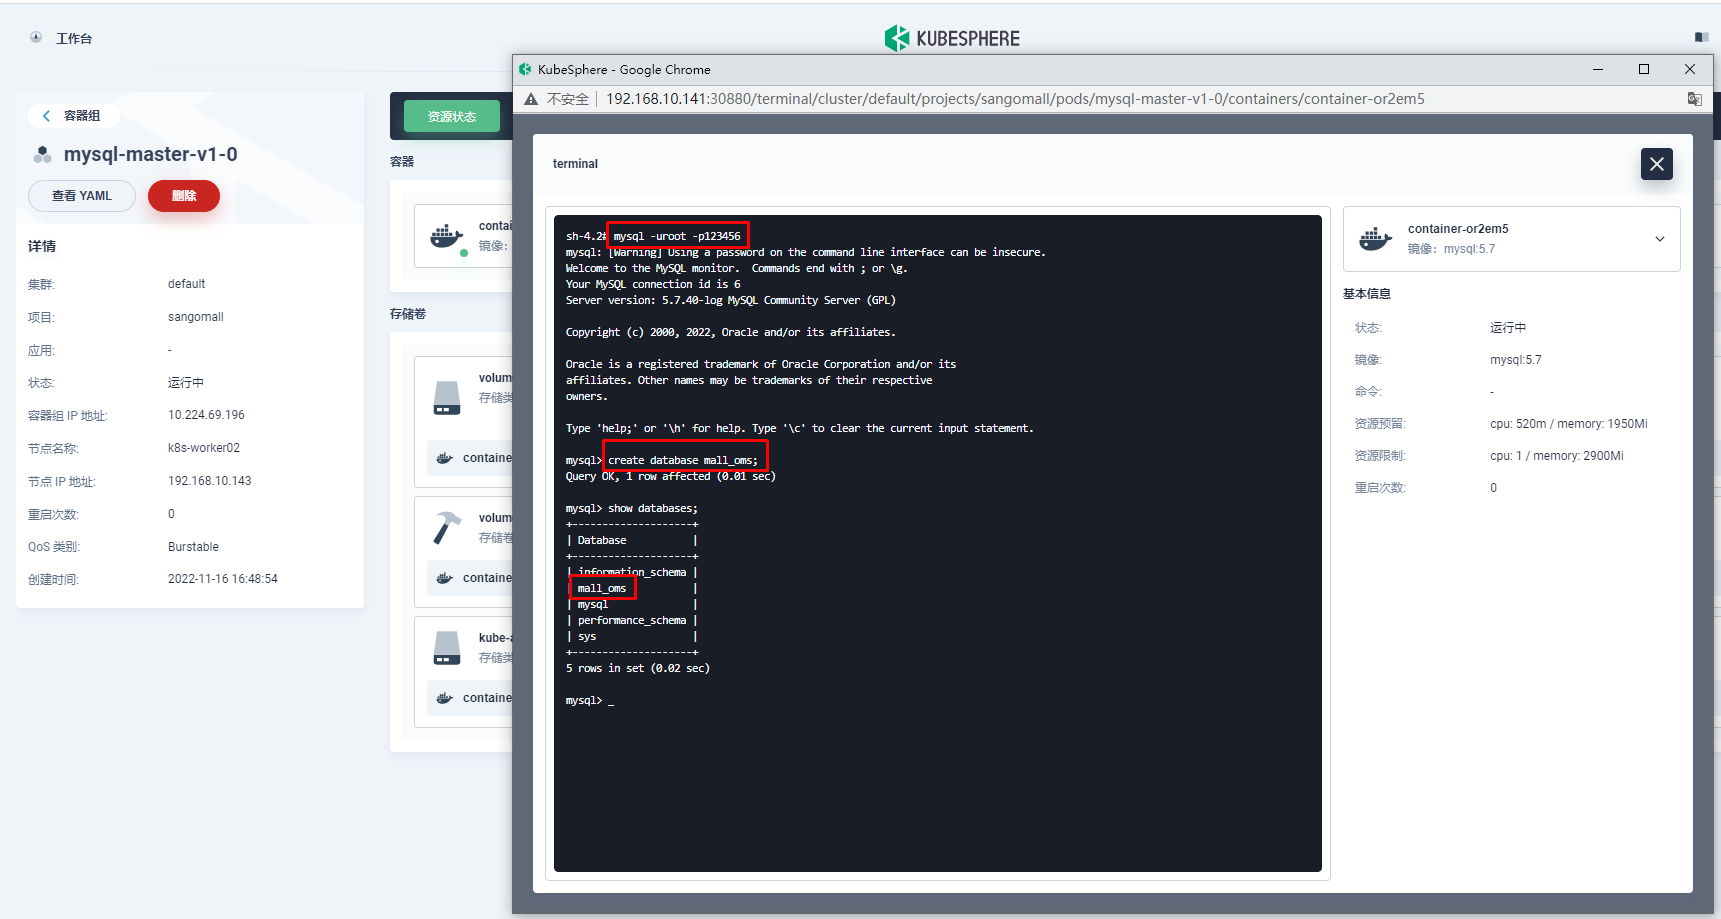 工作台
KUBESPHERE
容器组
mysql-master-v1-0
查看 YAML
删除
详情
集群:
default
项目:
sangomall
应用:
-
状态:
运行中
容器组 IP 地址:
10.224.69.196
节点名称:
k8s-worker02
节点 IP 地址:
192.168.10.143
重启次数:
0
QoS 类别:
Burstable
创建时间:
2022-11-16 16:48:54
资源状态
容器
镜像:
存储卷
存储类
containe
存储卷
containe
kube-a
存储类
containe
KubeSphere - Google Chrome
不安全
192.168.10.141:30880/terminal/cluster/default/projects/sangomall/pods/mysql-master-v1-0/containers/container-or2em5
terminal
sh-4.2# mysql -uroot -p123456
mysql: [Warning] Using a password on the command line interface can be insecure.
Welcome to the MySQL monitor.  Commands end with ; or \g.
Your MySQL connection id is 6
Server version: 5.7.40-log MySQL Community Server (GPL)
Copyright (c) 2000, 2022, Oracle and/or its affiliates.
Oracle is a registered trademark of Oracle Corporation and/or its
affiliates. Other names may be trademarks of their respective
owners.
Type 'help;' or '\h' for help. Type '\c' to clear the current input statement.
mysql> create database mall_oms;
Query OK, 1 row affected (0.01 sec)
mysql> show databases;
+--------------------+
| Database           |
+--------------------+
| information_schema |
| mall_oms           |
| mysql              |
| performance_schema |
| sys                |
+--------------------+
5 rows in set (0.02 sec)
mysql> _
container-or2em5
镜像: mysql:5.7
基本信息
状态:
运行中
镜像:
mysql:5.7
命令:
-
资源预留:
cpu: 520m / memory: 1950Mi
资源限制:
cpu: 1 / memory: 2900Mi
重启次数:
0